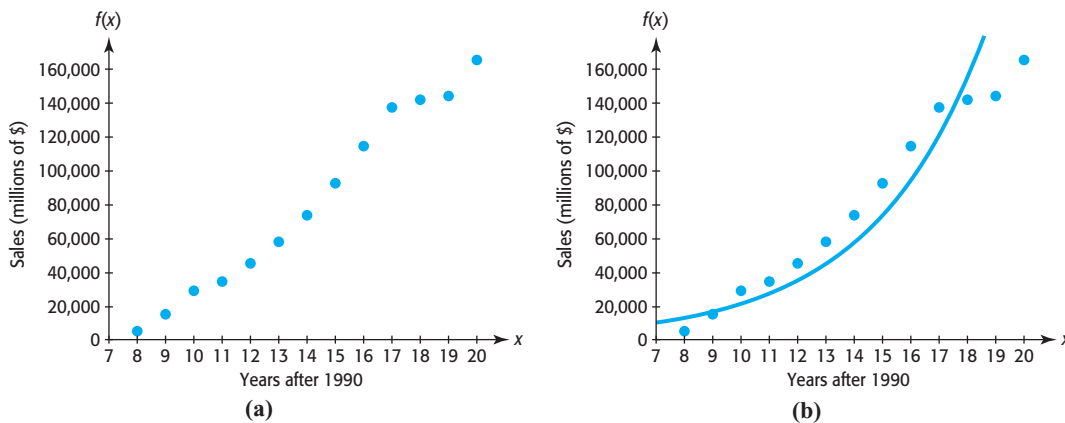 f(x)
160,000
140,000
120,000
100,000
80,000
60,000
40,000
20,000
0
Sales (millions of $)
7 8 9 10 11 12 13 14 15 16 17 18 19 20 x
Years after 1990
(a)
f(x)
160,000
140,000
120,000
100,000
80,000
60,000
40,000
20,000
0
Sales (millions of $)
7 8 9 10 11 12 13 14 15 16 17 18 19 20 x
Years after 1990
(b)